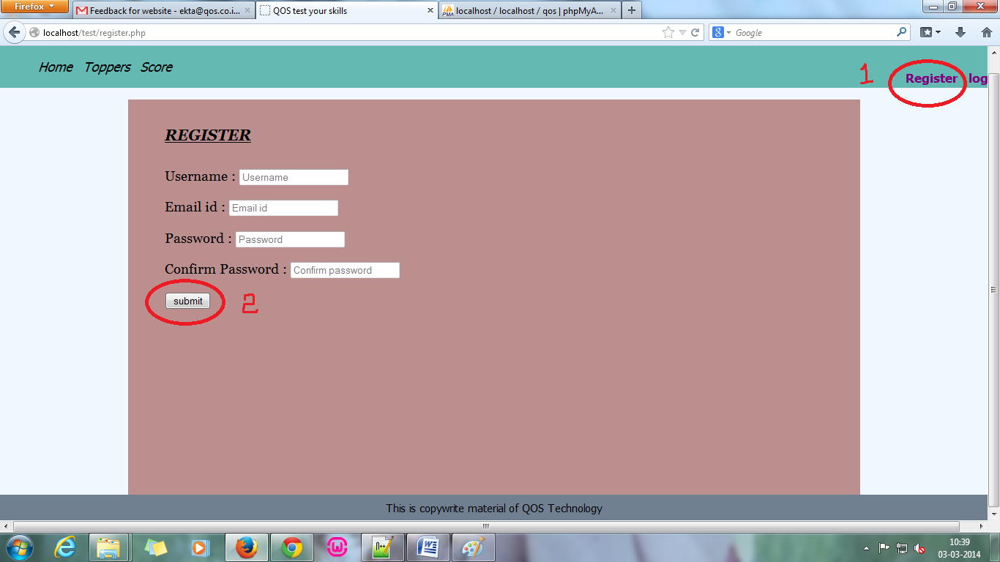 Firefox
Feedback for website - ekta@qos.co.i...
QOS test your skills
localhost / localhost / qos | phpMyA...
localhost/test/register.php
Google
Home Toppers Score
1
Register log
REGISTER
Username : Username
Email id : Email id
Password : Password
Confirm Password : Confirm password
submit 2
This is copywrite material of QOS Technology
10:39
03-03-2014